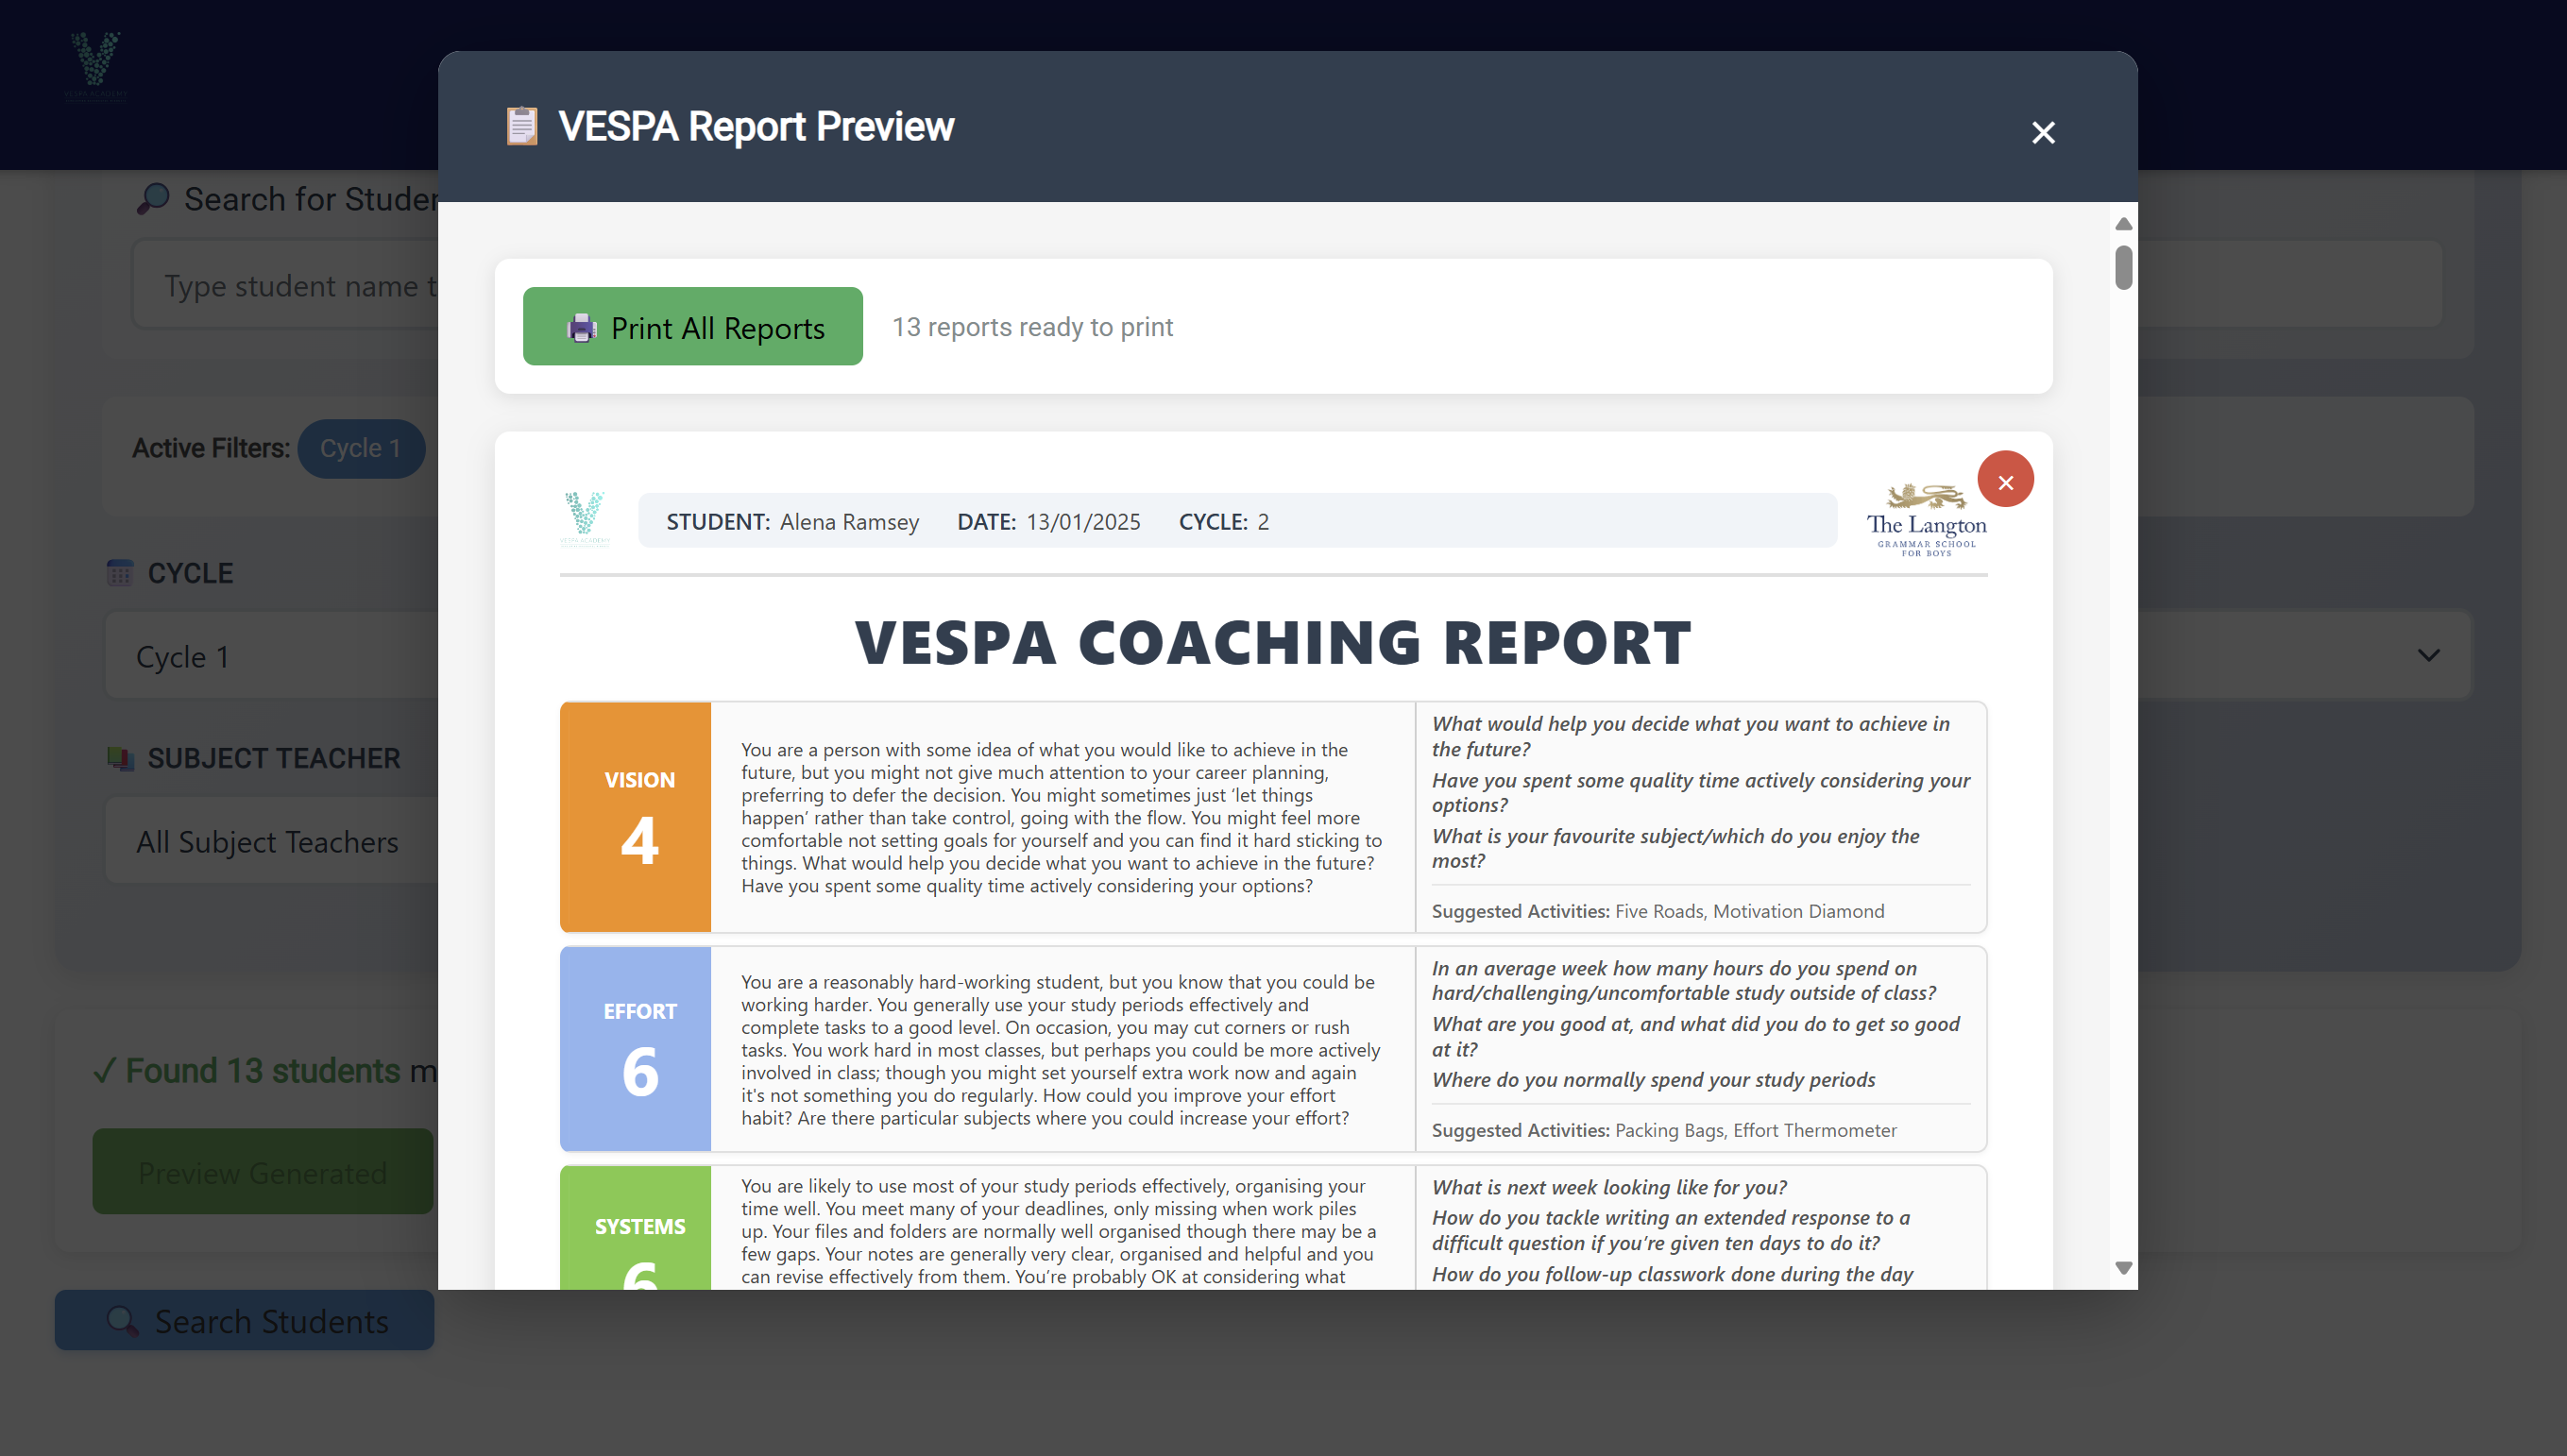 VESPA ACADEMY
📋 VESPA Report Preview ×
Search for Studen
Type student name t
Print All Reports
13 reports ready to print
Active Filters: Cycle 1
VESPA ACADEMY
STUDENT: Alena Ramsey DATE: 13/01/2025 CYCLE: 2
The Langton
GRAMMAR SCHOOL
FOR BOYS
×
CYCLE
Cycle 1
SUBJECT TEACHER
All Subject Teachers
✓ Found 13 students m
Preview Generated
Search Students
VESPA COACHING REPORT
VISION
4
You are a person with some idea of what you would like to achieve in the
future, but you might not give much attention to your career planning,
preferring to defer the decision. You might sometimes just ‘let things
happen’ rather than take control, going with the flow. You might feel more
comfortable not setting goals for yourself and you can find it hard sticking to
things. What would help you decide what you want to achieve in the future?
Have you spent some quality time actively considering your options?
What would help you decide what you want to achieve in
the future?
Have you spent some quality time actively considering your
options?
What is your favourite subject/which do you enjoy the
most?
Suggested Activities: Five Roads, Motivation Diamond
EFFORT
6
You are a reasonably hard-working student, but you know that you could be
working harder. You generally use your study periods effectively and
complete tasks to a good level. On occasion, you may cut corners or rush
tasks. You work hard in most classes, but perhaps you could be more actively
involved in class; though you might set yourself extra work now and again
it's not something you do regularly. How could you improve your effort
habit? Are there particular subjects where you could increase your effort?
In an average week how many hours do you spend on
hard/challenging/uncomfortable study outside of class?
What are you good at, and what did you do to get so good
at it?
Where do you normally spend your study periods
Suggested Activities: Packing Bags, Effort Thermometer
SYSTEMS
6
You are likely to use most of your study periods effectively, organising your
time well. You meet many of your deadlines, only missing when work piles
up. Your files and folders are normally well organised though there may be a
few gaps. Your notes are generally very clear, organised and helpful and you
can revise effectively from them. You’re probably OK at considering what
What is next week looking like for you?
How do you tackle writing an extended response to a
difficult question if you’re given ten days to do it?
How do you follow-up classwork done during the day